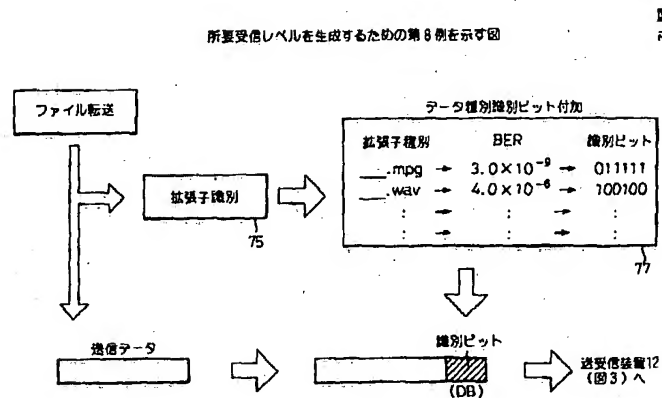 所要受信レベルを生成するための第8例を示す図
ファイル転送
データ種別識別ビット付加
拡張子種別 BER 識別ビット
___.mpg → 3.0×10⁻⁹ → 011111
___.wav → 4.0×10⁻⁶ → 100100
: → : → :
: → : → :
拡張子識別
75
77
送信データ
識別ビット
(DB)
送受信装置12
(図3)へ